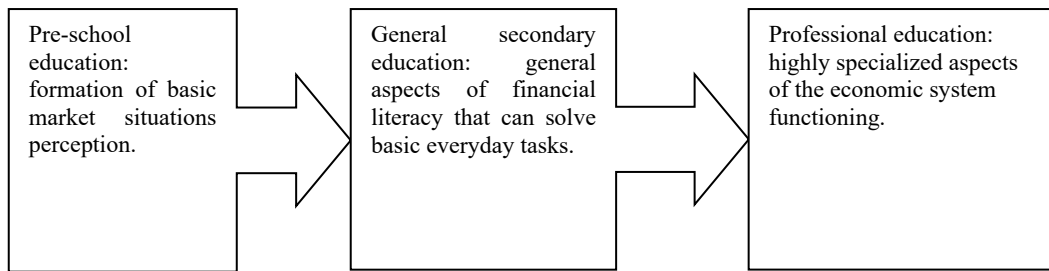 Pre-school
education:
formation of basic
market situations
perception.
General secondary
education: general
aspects of financial
literacy that can solve
basic everyday tasks.
Professional education:
highly specialized aspects
of the economic system
functioning.